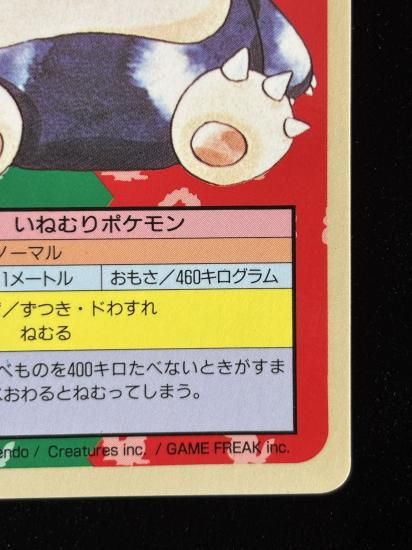 いねむりポケモン
ノーマル
1メートル おもさ/460キログラム
/ずつき・ドわすれ
ねむる
べものを400キロたべないときがすま
おわるとねむってしまう。
endo / Creatures inc. / GAME FREAK inc.